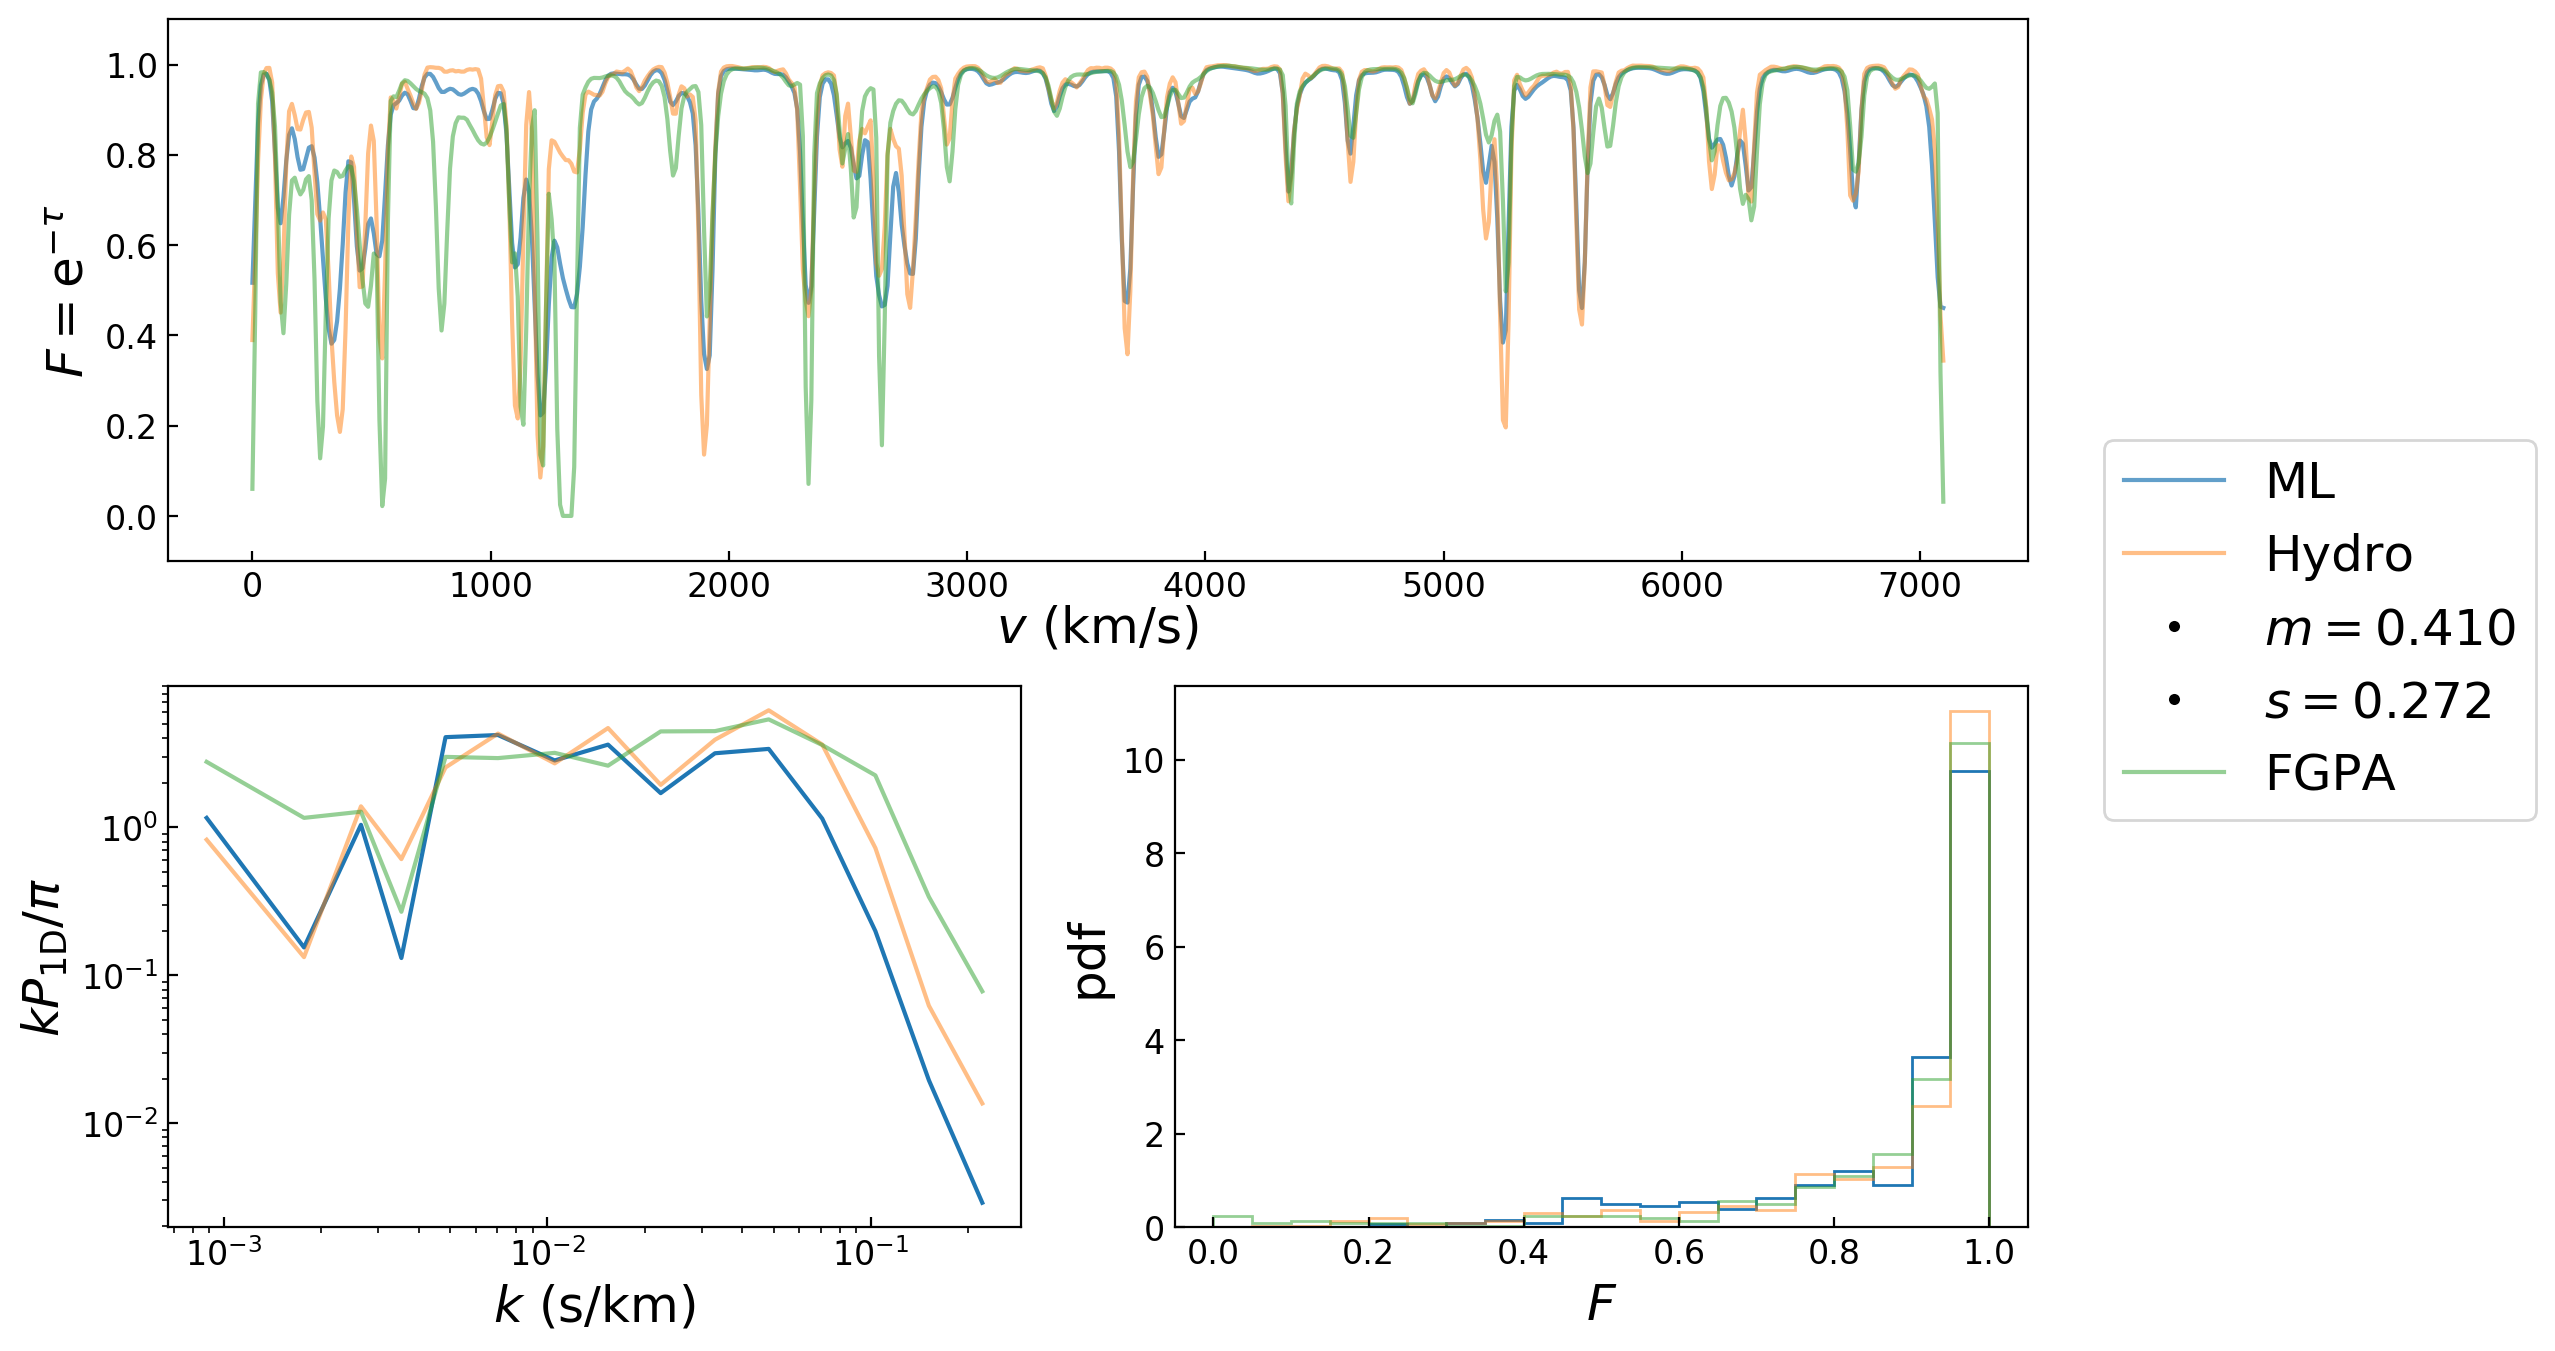 1.0
0.8
0.6
0.4
0.2
0.0
F = e^{−τ}
0 1000 2000 3000 4000 5000 6000 7000
v (km/s)
ML
Hydro
m = 0.410
s = 0.272
FGPA
10^0
10^{−1}
10^{−2}
kP_{1D}/π
10^{−3} 10^{−2} 10^{−1}
k (s/km)
10
8
6
4
2
0
pdf
0.0 0.2 0.4 0.6 0.8 1.0
F